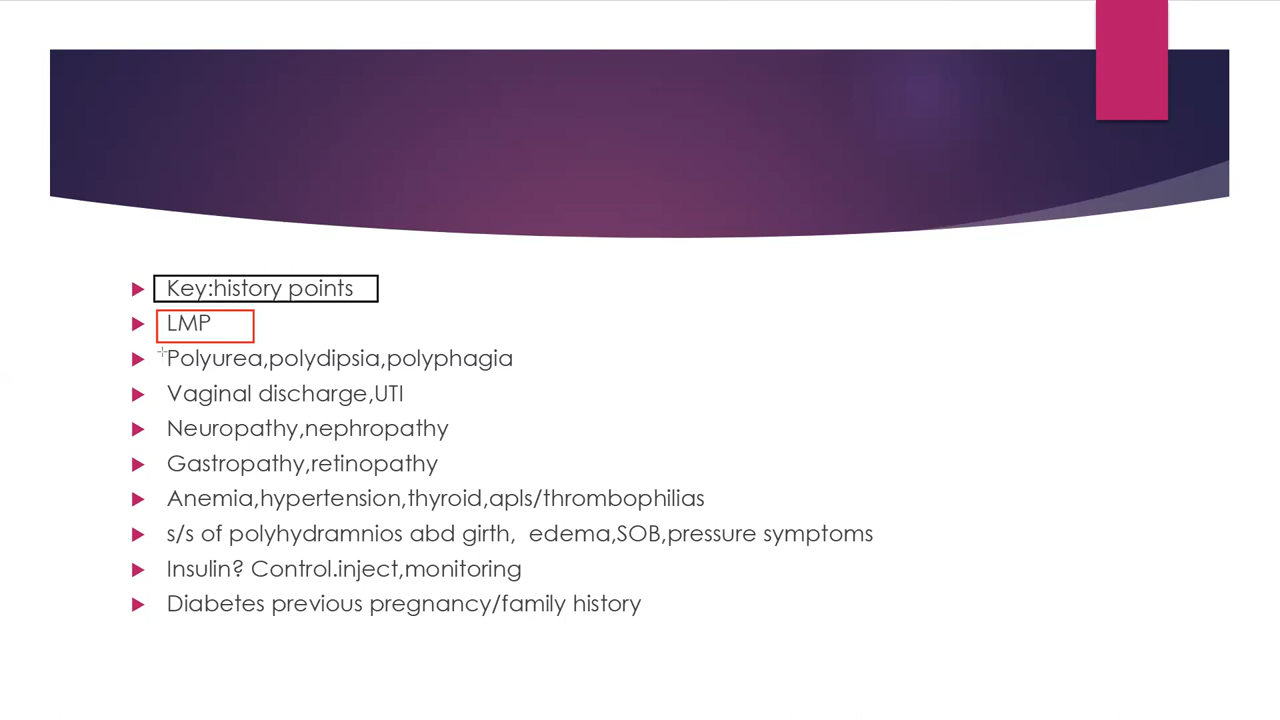 Key:history points
LMP
Polyurea,polydipsia,polyphagia
Vaginal discharge,UTI
Neuropathy,nephropathy
Gastropathy,retinopathy
Anemia,hypertension,thyroid,apls/thrombophilias
s/s of polyhydramnios abd girth,  edema,SOB,pressure symptoms
Insulin? Control.inject,monitoring
Diabetes previous pregnancy/family history